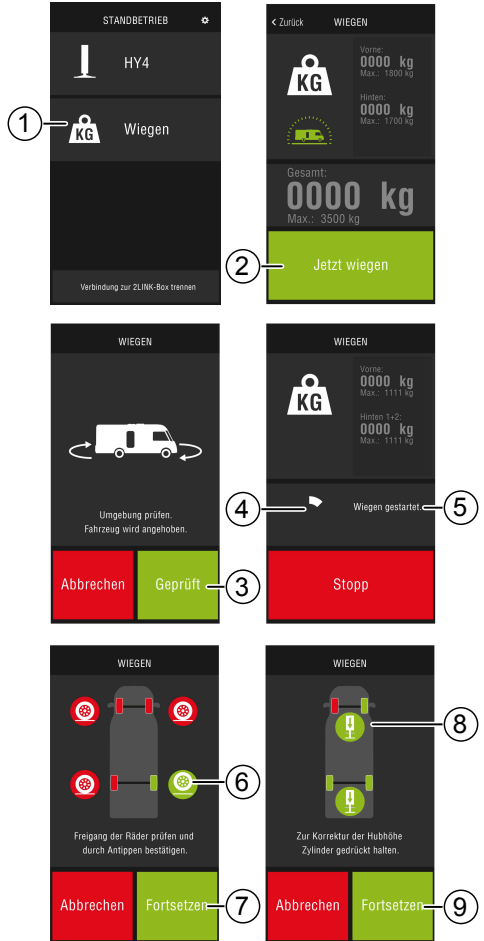 STANDBETRIEB
HY4
1
KG
Wiegen
Verbindung zur 2LINK-Box trennen
< Zurück WIEGEN
KG
Vorne:
0000 kg
Max.: 1800 kg
Hinten:
0000 kg
Max.: 1700 kg
Gesamt:
0000 kg
Max.: 3500 kg
2
Jetzt wiegen
WIEGEN
Umgebung prüfen.
Fahrzeug wird angehoben.
Abbrechen
Geprüft
3
WIEGEN
KG
Vorne:
0000 kg
Max.: 1111 kg
Hinten 1+2:
0000 kg
Max.: 1111 kg
4
Wiegen gestartet.
5
Stopp
WIEGEN
6
Freigang der Räder prüfen und
durch Antippen bestätigen.
Abbrechen
Fortsetzen
7
WIEGEN
8
Zur Korrektur der Hubhöhe
Zylinder gedrückt halten.
Abbrechen
Fortsetzen
9